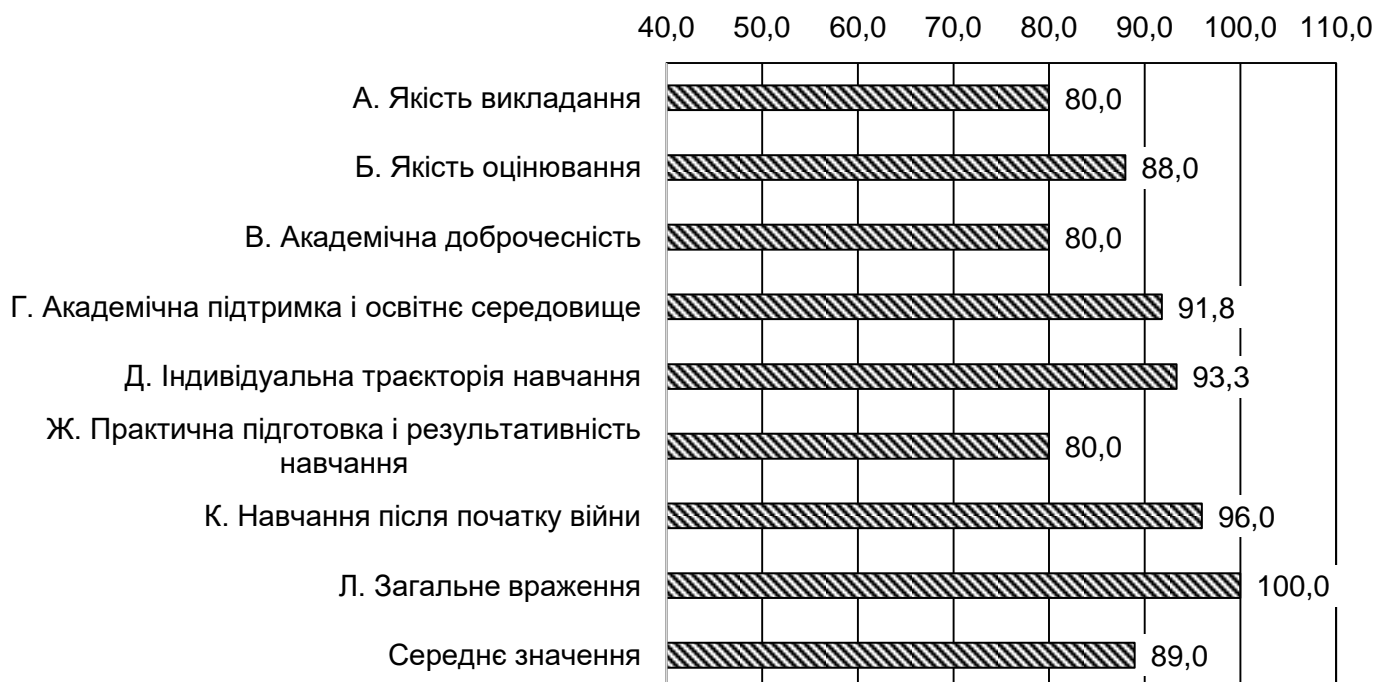 40,0 50,0 60,0 70,0 80,0 90,0 100,0 110,0
А. Якість викладання 80,0
Б. Якість оцінювання 88,0
В. Академічна доброчесність 80,0
Г. Академічна підтримка і освітнє середовище 91,8
Д. Індивідуальна траєкторія навчання 93,3
Ж. Практична підготовка і результативність
навчання 80,0
К. Навчання після початку війни 96,0
Л. Загальне враження 100,0
Середнє значення 89,0